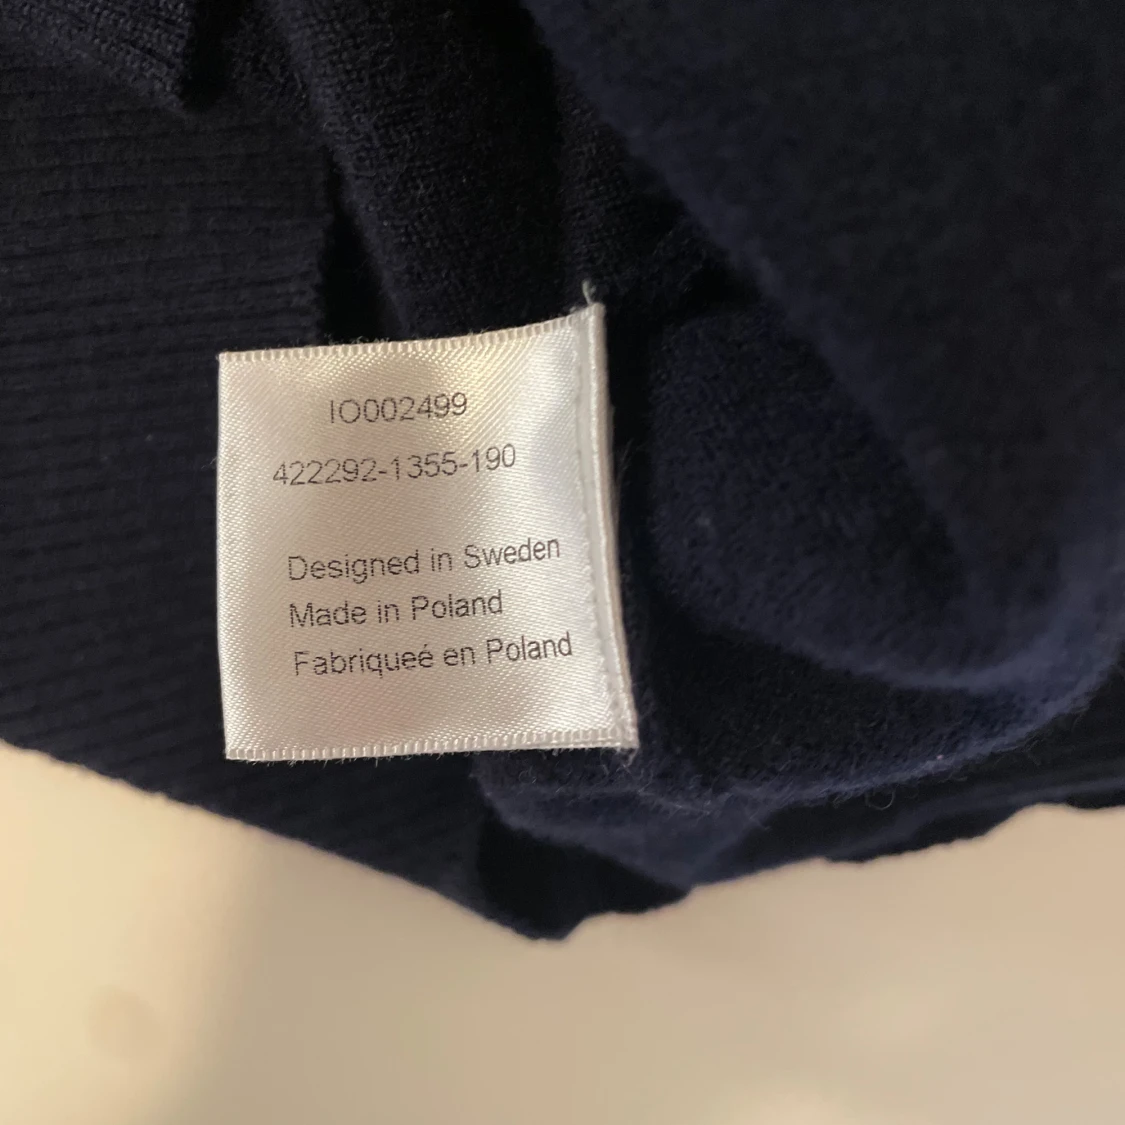 IO002499
422292-1355-190
Designed in Sweden
Made in Poland
Fabriqueé en Poland